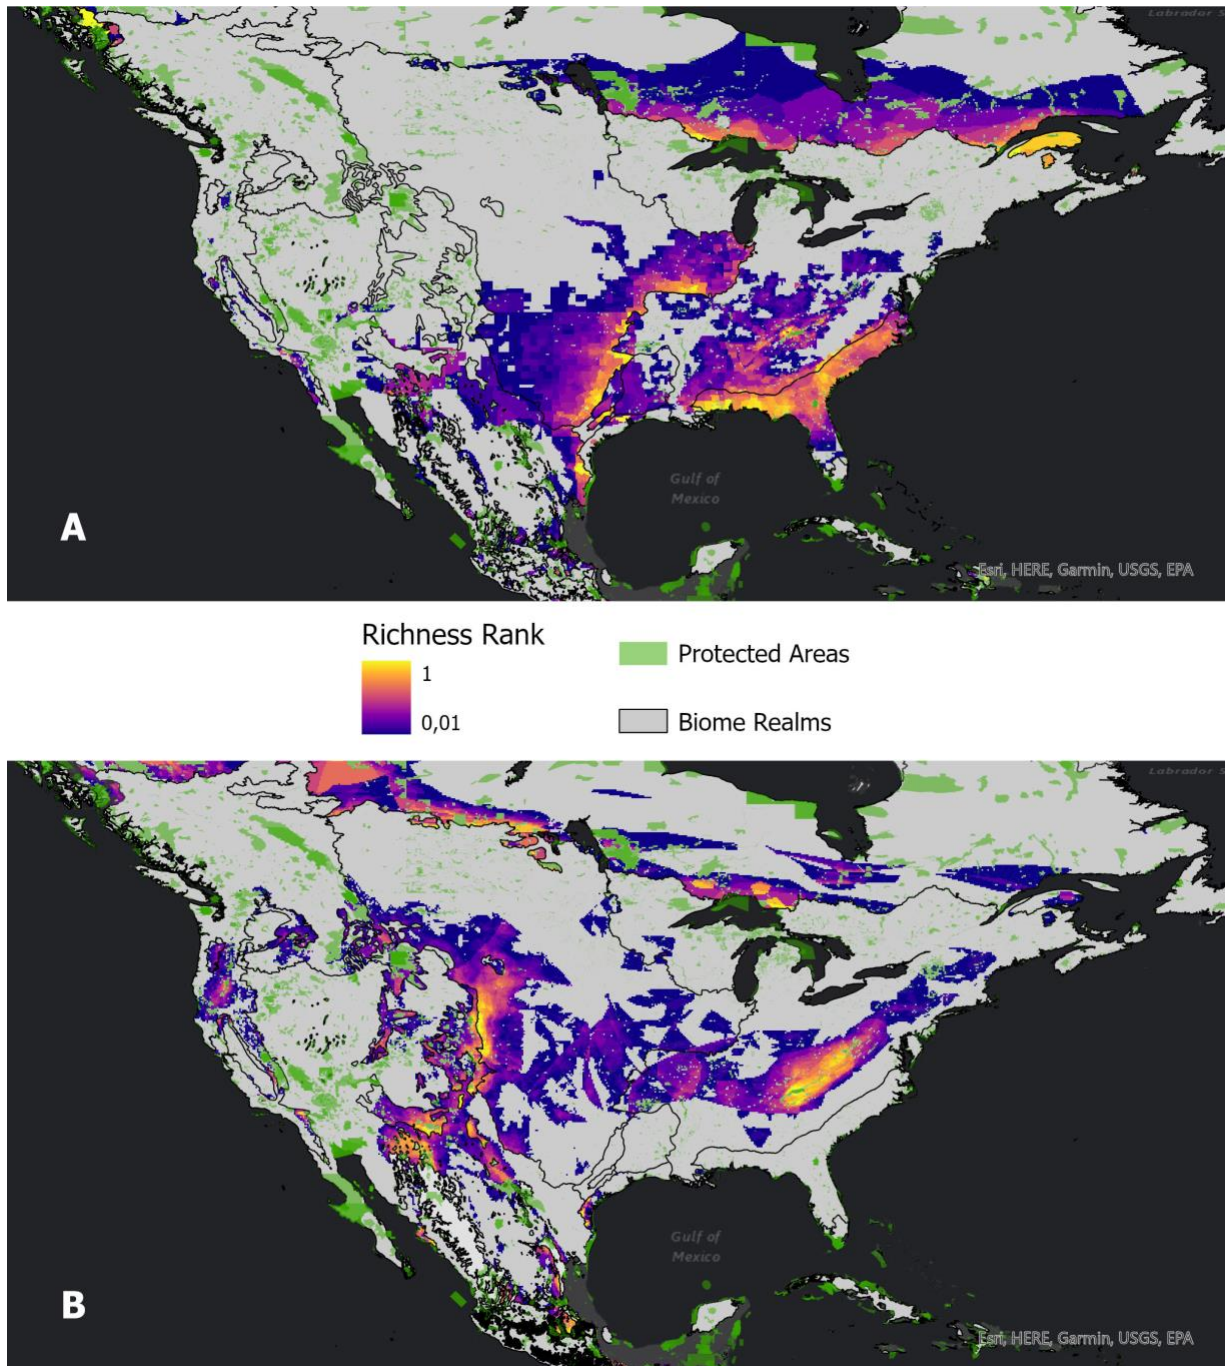 Labrador S
Gulf of
Mexico
A
Esri, HERE, Garmin, USGS, EPA
Richness Rank
1
0,01
Protected Areas
Biome Realms
Labrador S
Gulf of
Mexico
B
Esri, HERE, Garmin, USGS, EPA